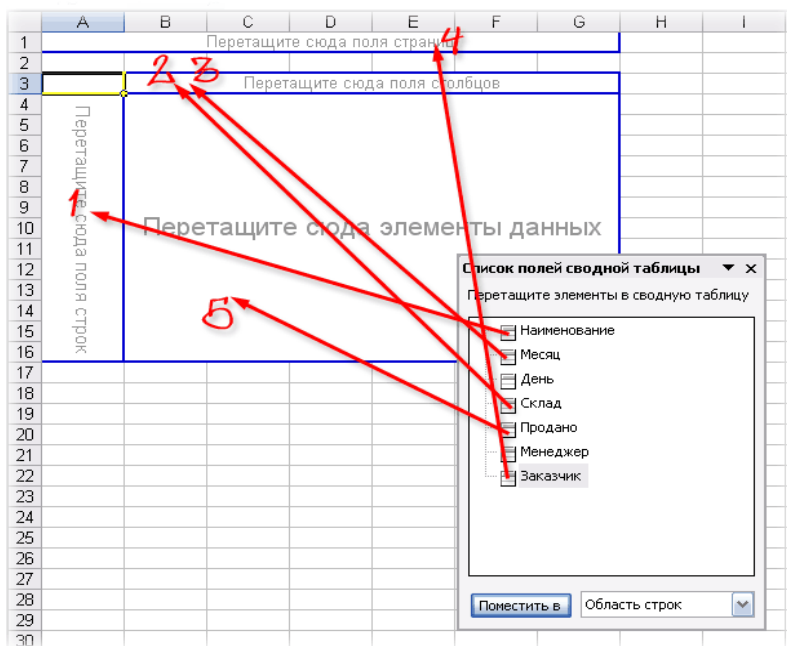 A B C D E F G H I
1 Перетащите сюда поля страниц 4
2 2 3
3 Перетащите сюда поля столбцов
4
5
6
7
8
9
10
11
12
13
14
15
16
17
18
19
20
21
22
23
24
25
26
27
28
29
30
Перетащите сюда поля строк
1
Перетащите сюда элементы данных
5
Список полей сводной таблицы
Перетащите элементы в сводную таблицу
Наименование
Месяц
День
Склад
Продано
Менеджер
Заказчик
Поместить в Область строк